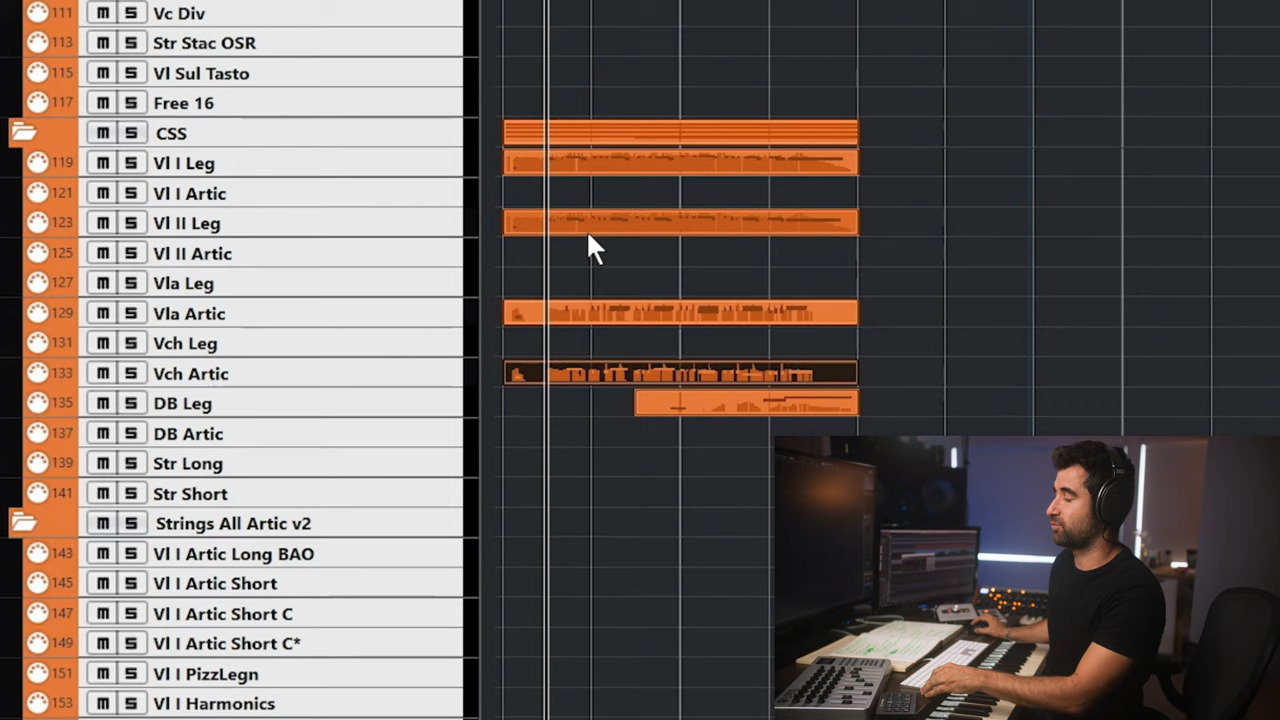 111 M S Vc Div
113 M S Str Stac OSR
115 M S Vl Sul Tasto
117 M S Free 16
M S CSS
119 M S Vl I Leg
121 M S Vl I Artic
123 M S Vl II Leg
125 M S Vl II Artic
127 M S Vla Leg
129 M S Vla Artic
131 M S Vch Leg
133 M S Vch Artic
135 M S DB Leg
137 M S DB Artic
139 M S Str Long
141 M S Str Short
M S Strings All Artic v2
143 M S Vl I Artic Long BAO
145 M S Vl I Artic Short
147 M S Vl I Artic Short C
149 M S Vl I Artic Short C*
151 M S Vl I PizzLegn
153 M S Vl I Harmonics